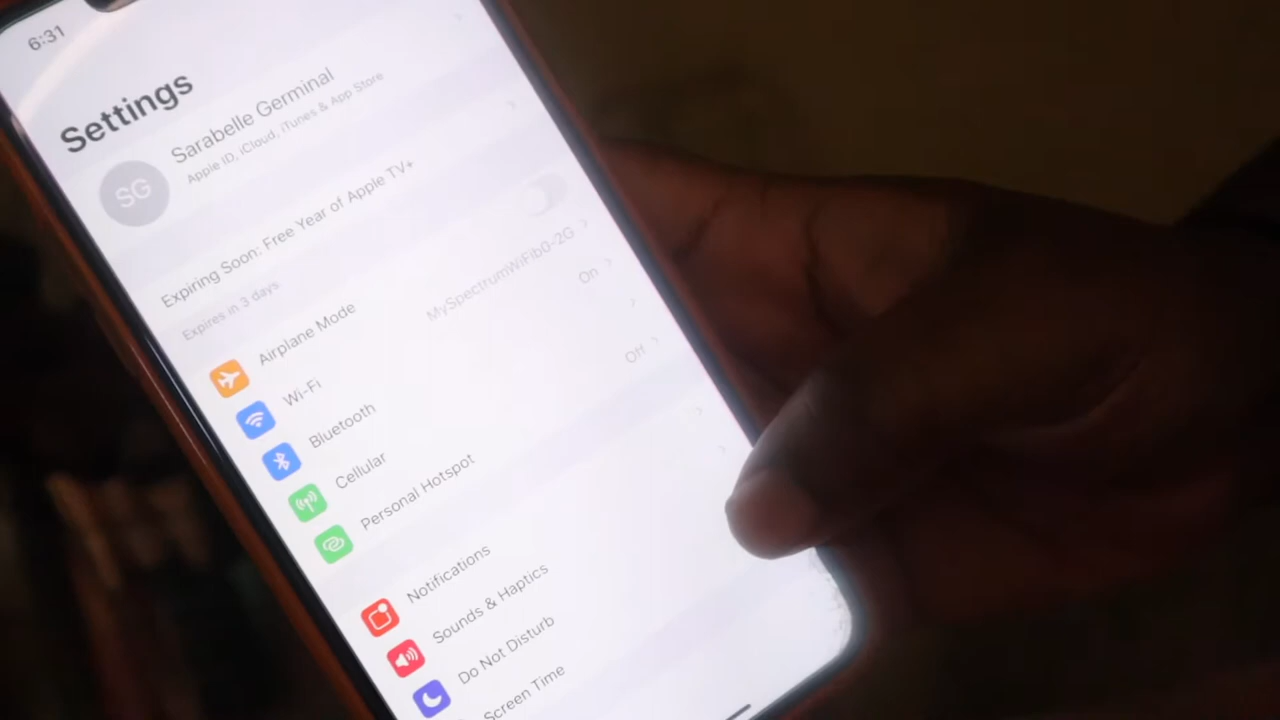 6:31
Settings
SG
Sarabelle Germinal
Apple ID, iCloud, iTunes & App Store
Expiring Soon: Free Year of Apple TV+
Expires in 3 days.
Airplane Mode
Wi-Fi MySpectrumWiFib0-2G
Bluetooth On
Cellular
Personal Hotspot Off
Notifications
Sounds & Haptics
Do Not Disturb
Screen Time